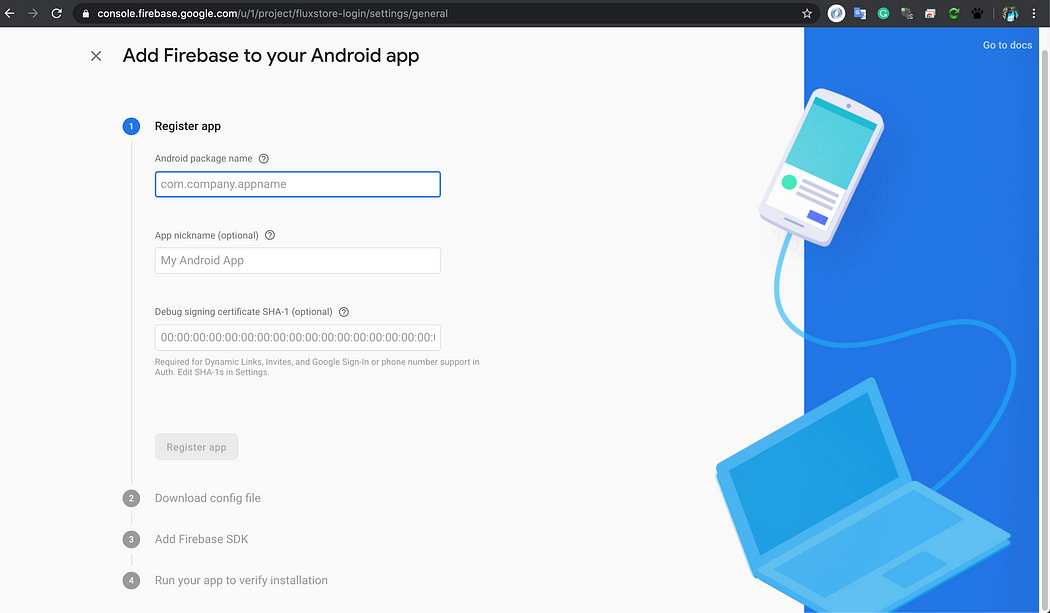 console.firebase.google.com/u/1/project/fluxstore-login/settings/general
Go to docs
Add Firebase to your Android app
1 Register app
Android package name ?
com.company.appname
App nickname (optional) ?
My Android App
Debug signing certificate SHA-1 (optional) ?
00:00:00:00:00:00:00:00:00:00:00:00:00:00:00:00:00:
Required for Dynamic Links, Invites, and Google Sign-In or phone number support in
Auth. Edit SHA-1s in Settings.
Register app
2 Download config file
3 Add Firebase SDK
4 Run your app to verify installation